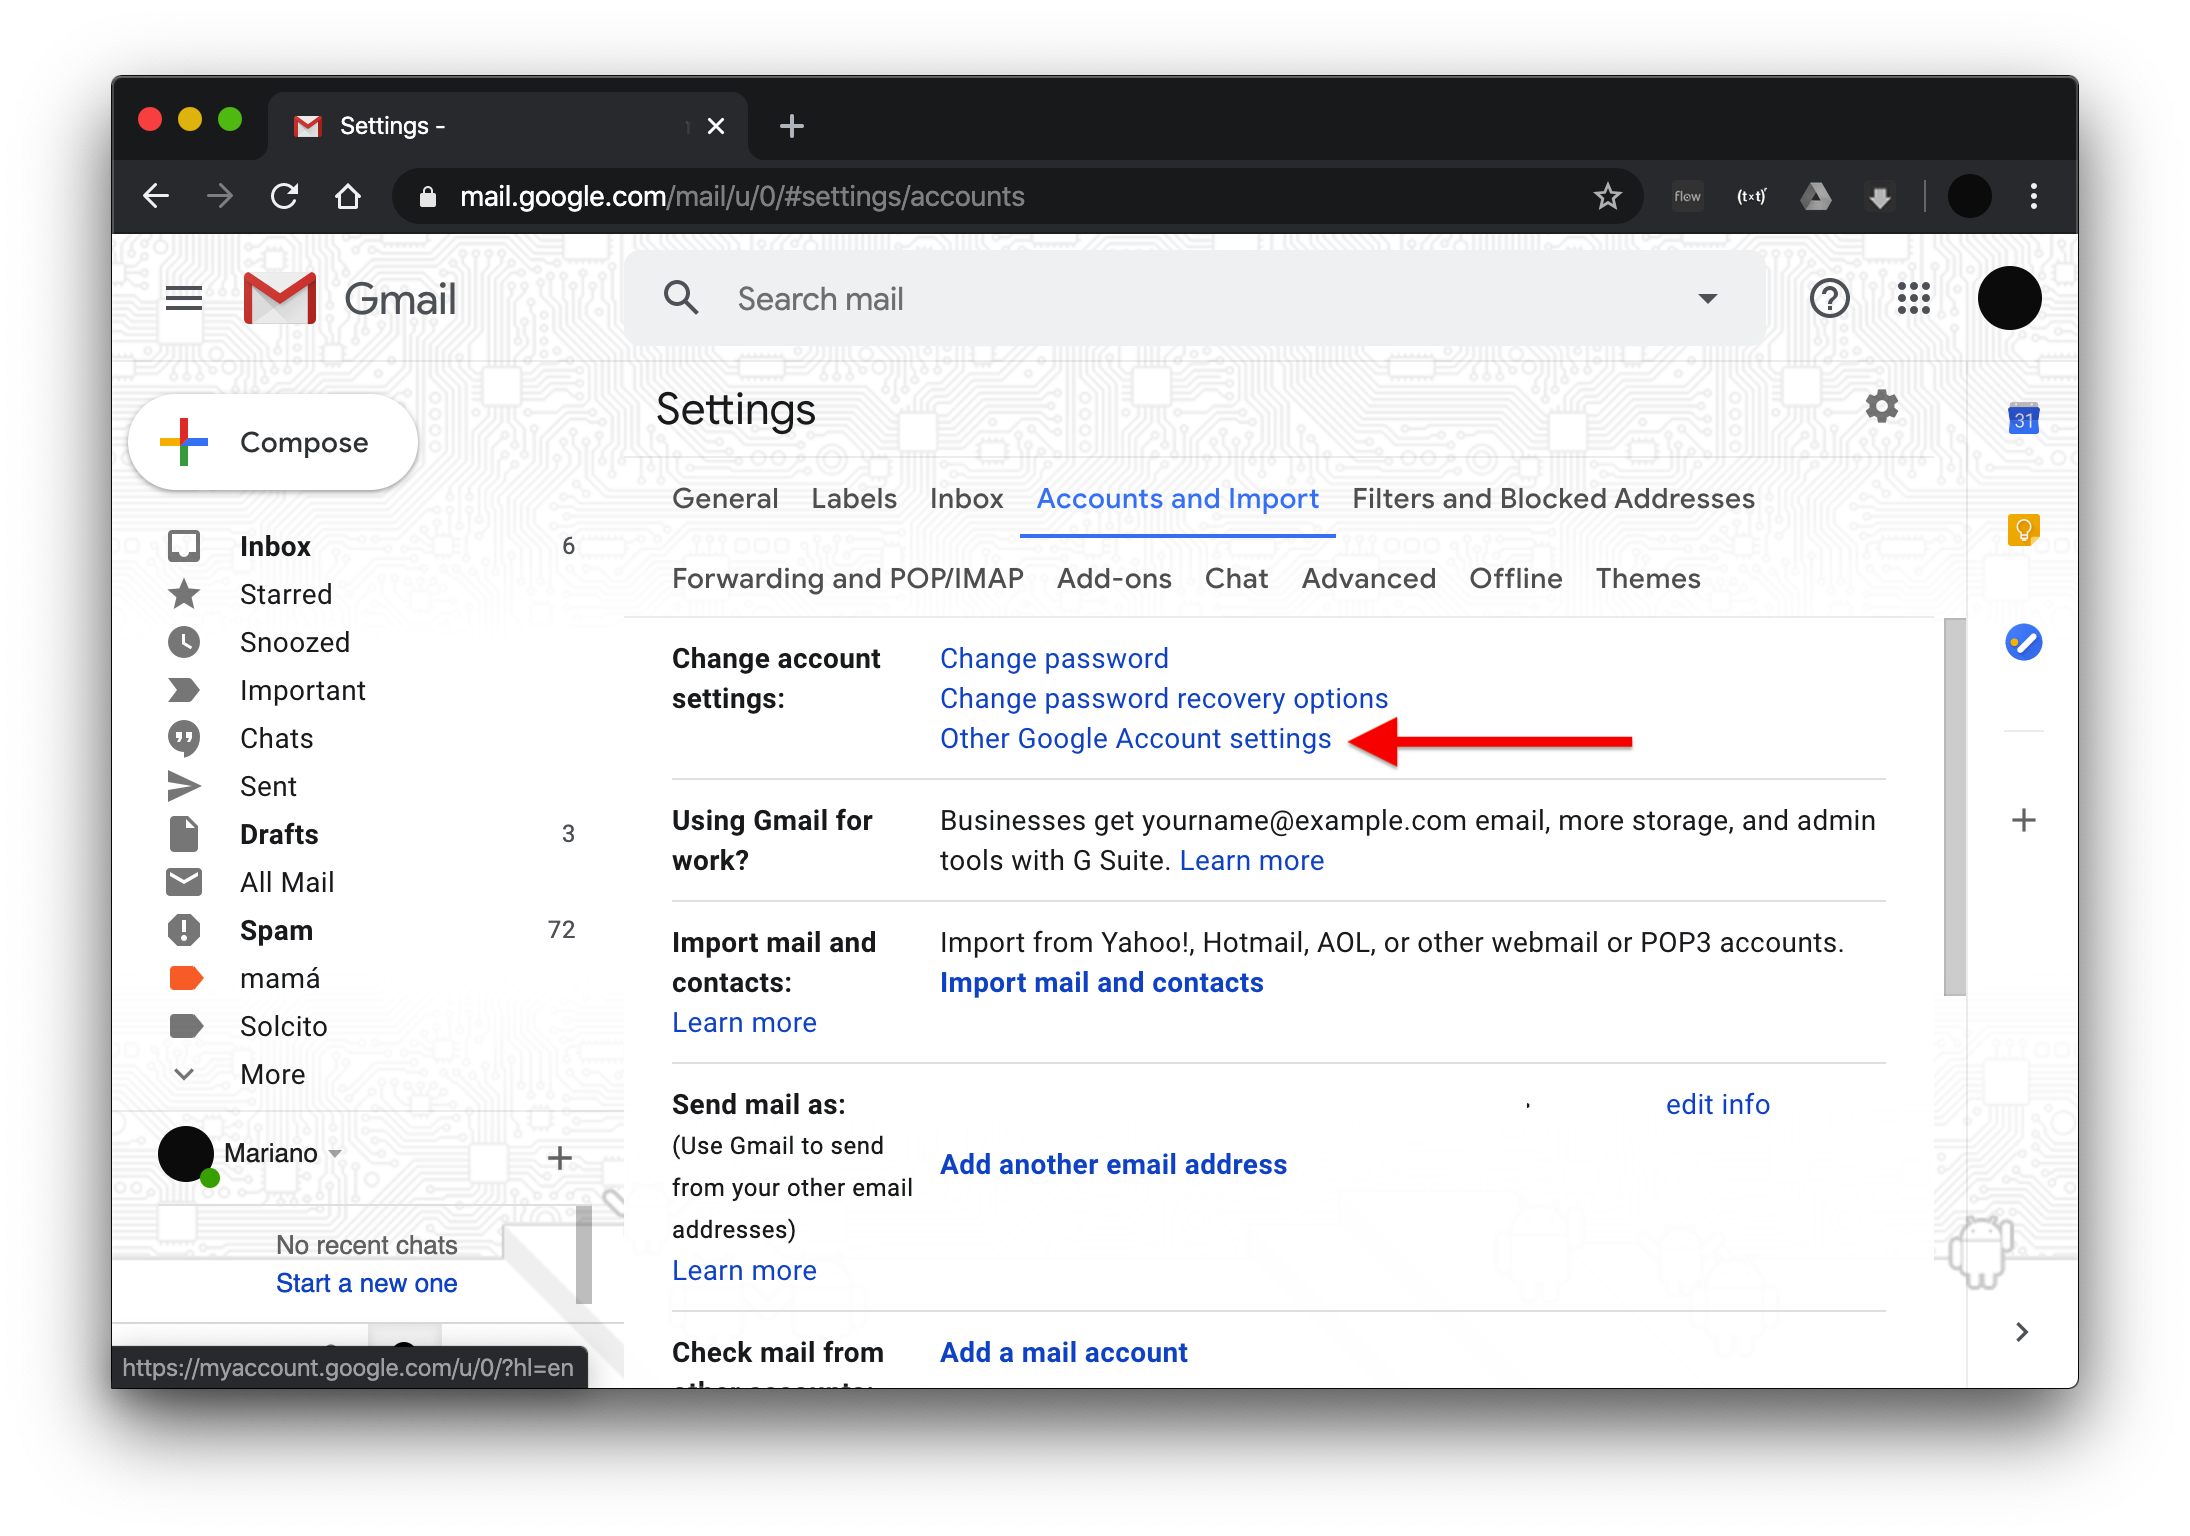 Settings -
mail.google.com/mail/u/0/#settings/accounts
flow
(txt)
Gmail
Search mail
Compose
Inbox 6
Starred
Snoozed
Important
Chats
Sent
Drafts 3
All Mail
Spam 72
mamá
Solcito
More
Mariano
No recent chats
Start a new one
https://myaccount.google.com/u/0/?hl=en
Settings
General Labels Inbox Accounts and Import Filters and Blocked Addresses
Forwarding and POP/IMAP Add-ons Chat Advanced Offline Themes
Change account
settings:
Change password
Change password recovery options
Other Google Account settings
Using Gmail for
work?
Businesses get yourname@example.com email, more storage, and admin
tools with G Suite. Learn more
Import mail and
contacts:
Learn more
Import from Yahoo!, Hotmail, AOL, or other webmail or POP3 accounts.
Import mail and contacts
Send mail as:
(Use Gmail to send
from your other email
addresses)
Learn more
edit info
Add another email address
Check mail from
other accounts:
Add a mail account
31